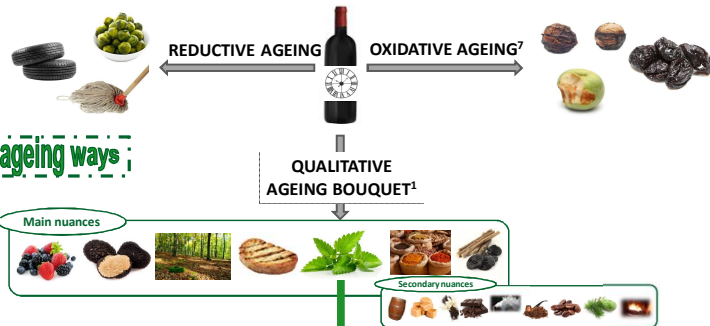 REDUCTIVE AGEING
OXIDATIVE AGEING⁷
ageing ways
QUALITATIVE
AGEING BOUQUET¹
Main nuances
Secondary nuances